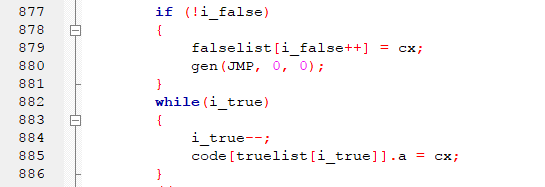 877 if (!i_false)
878 {
879 falselist[i_false++] = cx;
880 gen(JMP, 0, 0);
881 }
882 while(i_true)
883 {
884 i_true--;
885 code[truelist[i_true]].a = cx;
886 }